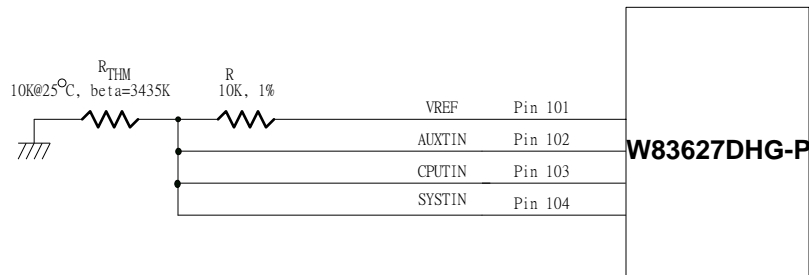 R_THM
10K@25°C, beta=3435K
R
10K, 1%
VREF Pin 101
AUXTIN Pin 102
CPUTIN Pin 103
SYSTIN Pin 104
W83627DHG-P